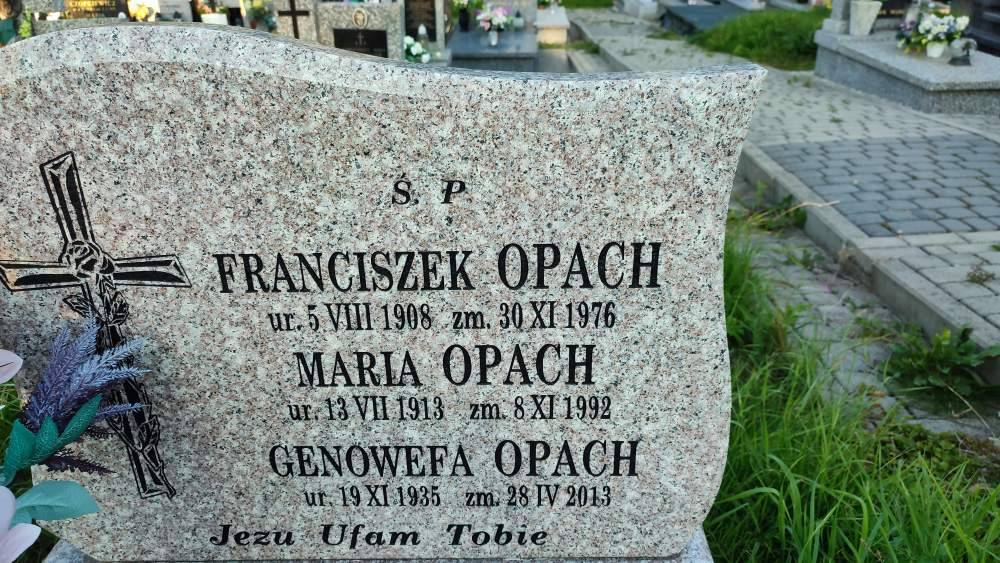 Ś. P
FRANCISZEK OPACH
ur. 5 VIII 1908 zm. 30 XI 1976
MARIA OPACH
ur. 13 VII 1913 zm. 8 XI 1992
GENOWEFA OPACH
ur. 19 XI 1935 zm. 28 IV 2013
Jezu Ufam Tobie